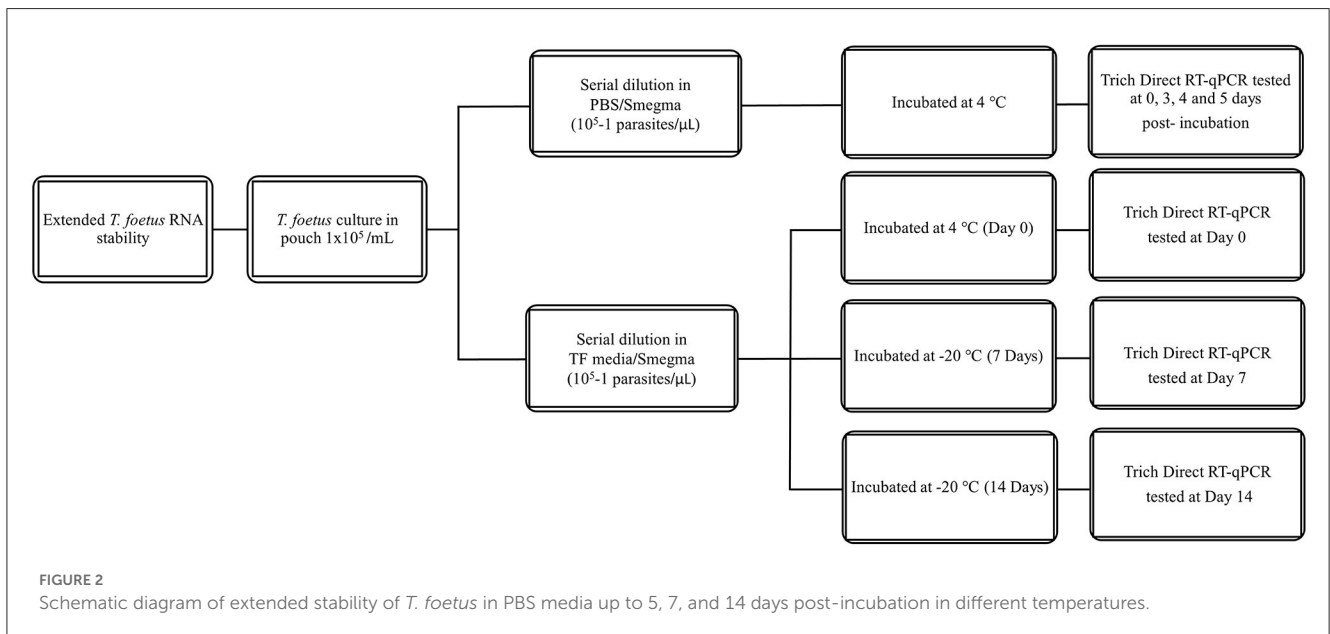 Extended T. foetus RNA
stability
T. foetus culture in
pouch 1x10⁵/mL
Serial dilution in
PBS/Smegma
(10⁵-1 parasites/μL)
Incubated at 4 °C
Trich Direct RT-qPCR tested
at 0, 3, 4 and 5 days
post- incubation
Serial dilution in
TF media/Smegma
(10⁵-1 parasites/μL)
Incubated at 4 °C (Day 0)
Trich Direct RT-qPCR
tested at Day 0
Incubated at -20 °C (7 Days)
Trich Direct RT-qPCR
tested at Day 7
Incubated at -20 °C (14 Days)
Trich Direct RT-qPCR
tested at Day 14
FIGURE 2
Schematic diagram of extended stability of T. foetus in PBS media up to 5, 7, and 14 days post-incubation in different temperatures.